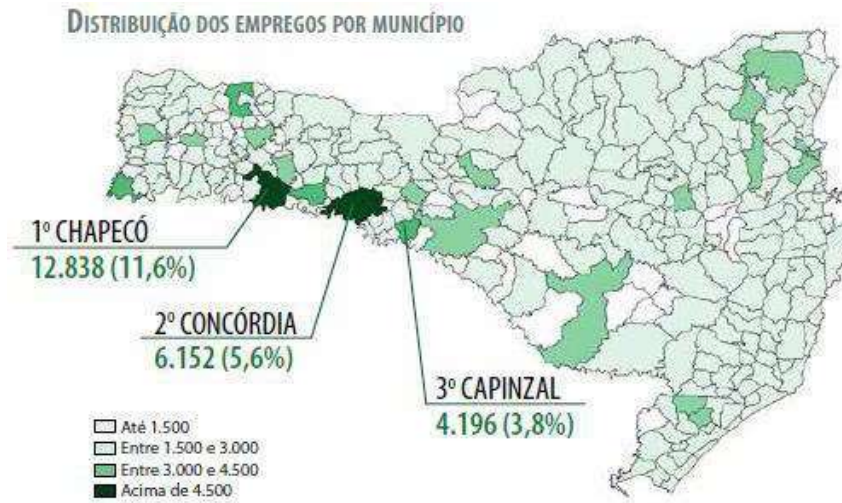 DISTRIBUIÇÃO DOS EMPREGOS POR MUNICÍPIO
1º CHAPECÓ
12.838 (11,6%)
2º CONCÓRDIA
6.152 (5,6%)
3º CAPINZAL
4.196 (3,8%)
Até 1.500
Entre 1.500 e 3.000
Entre 3.000 e 4.500
Acima de 4.500